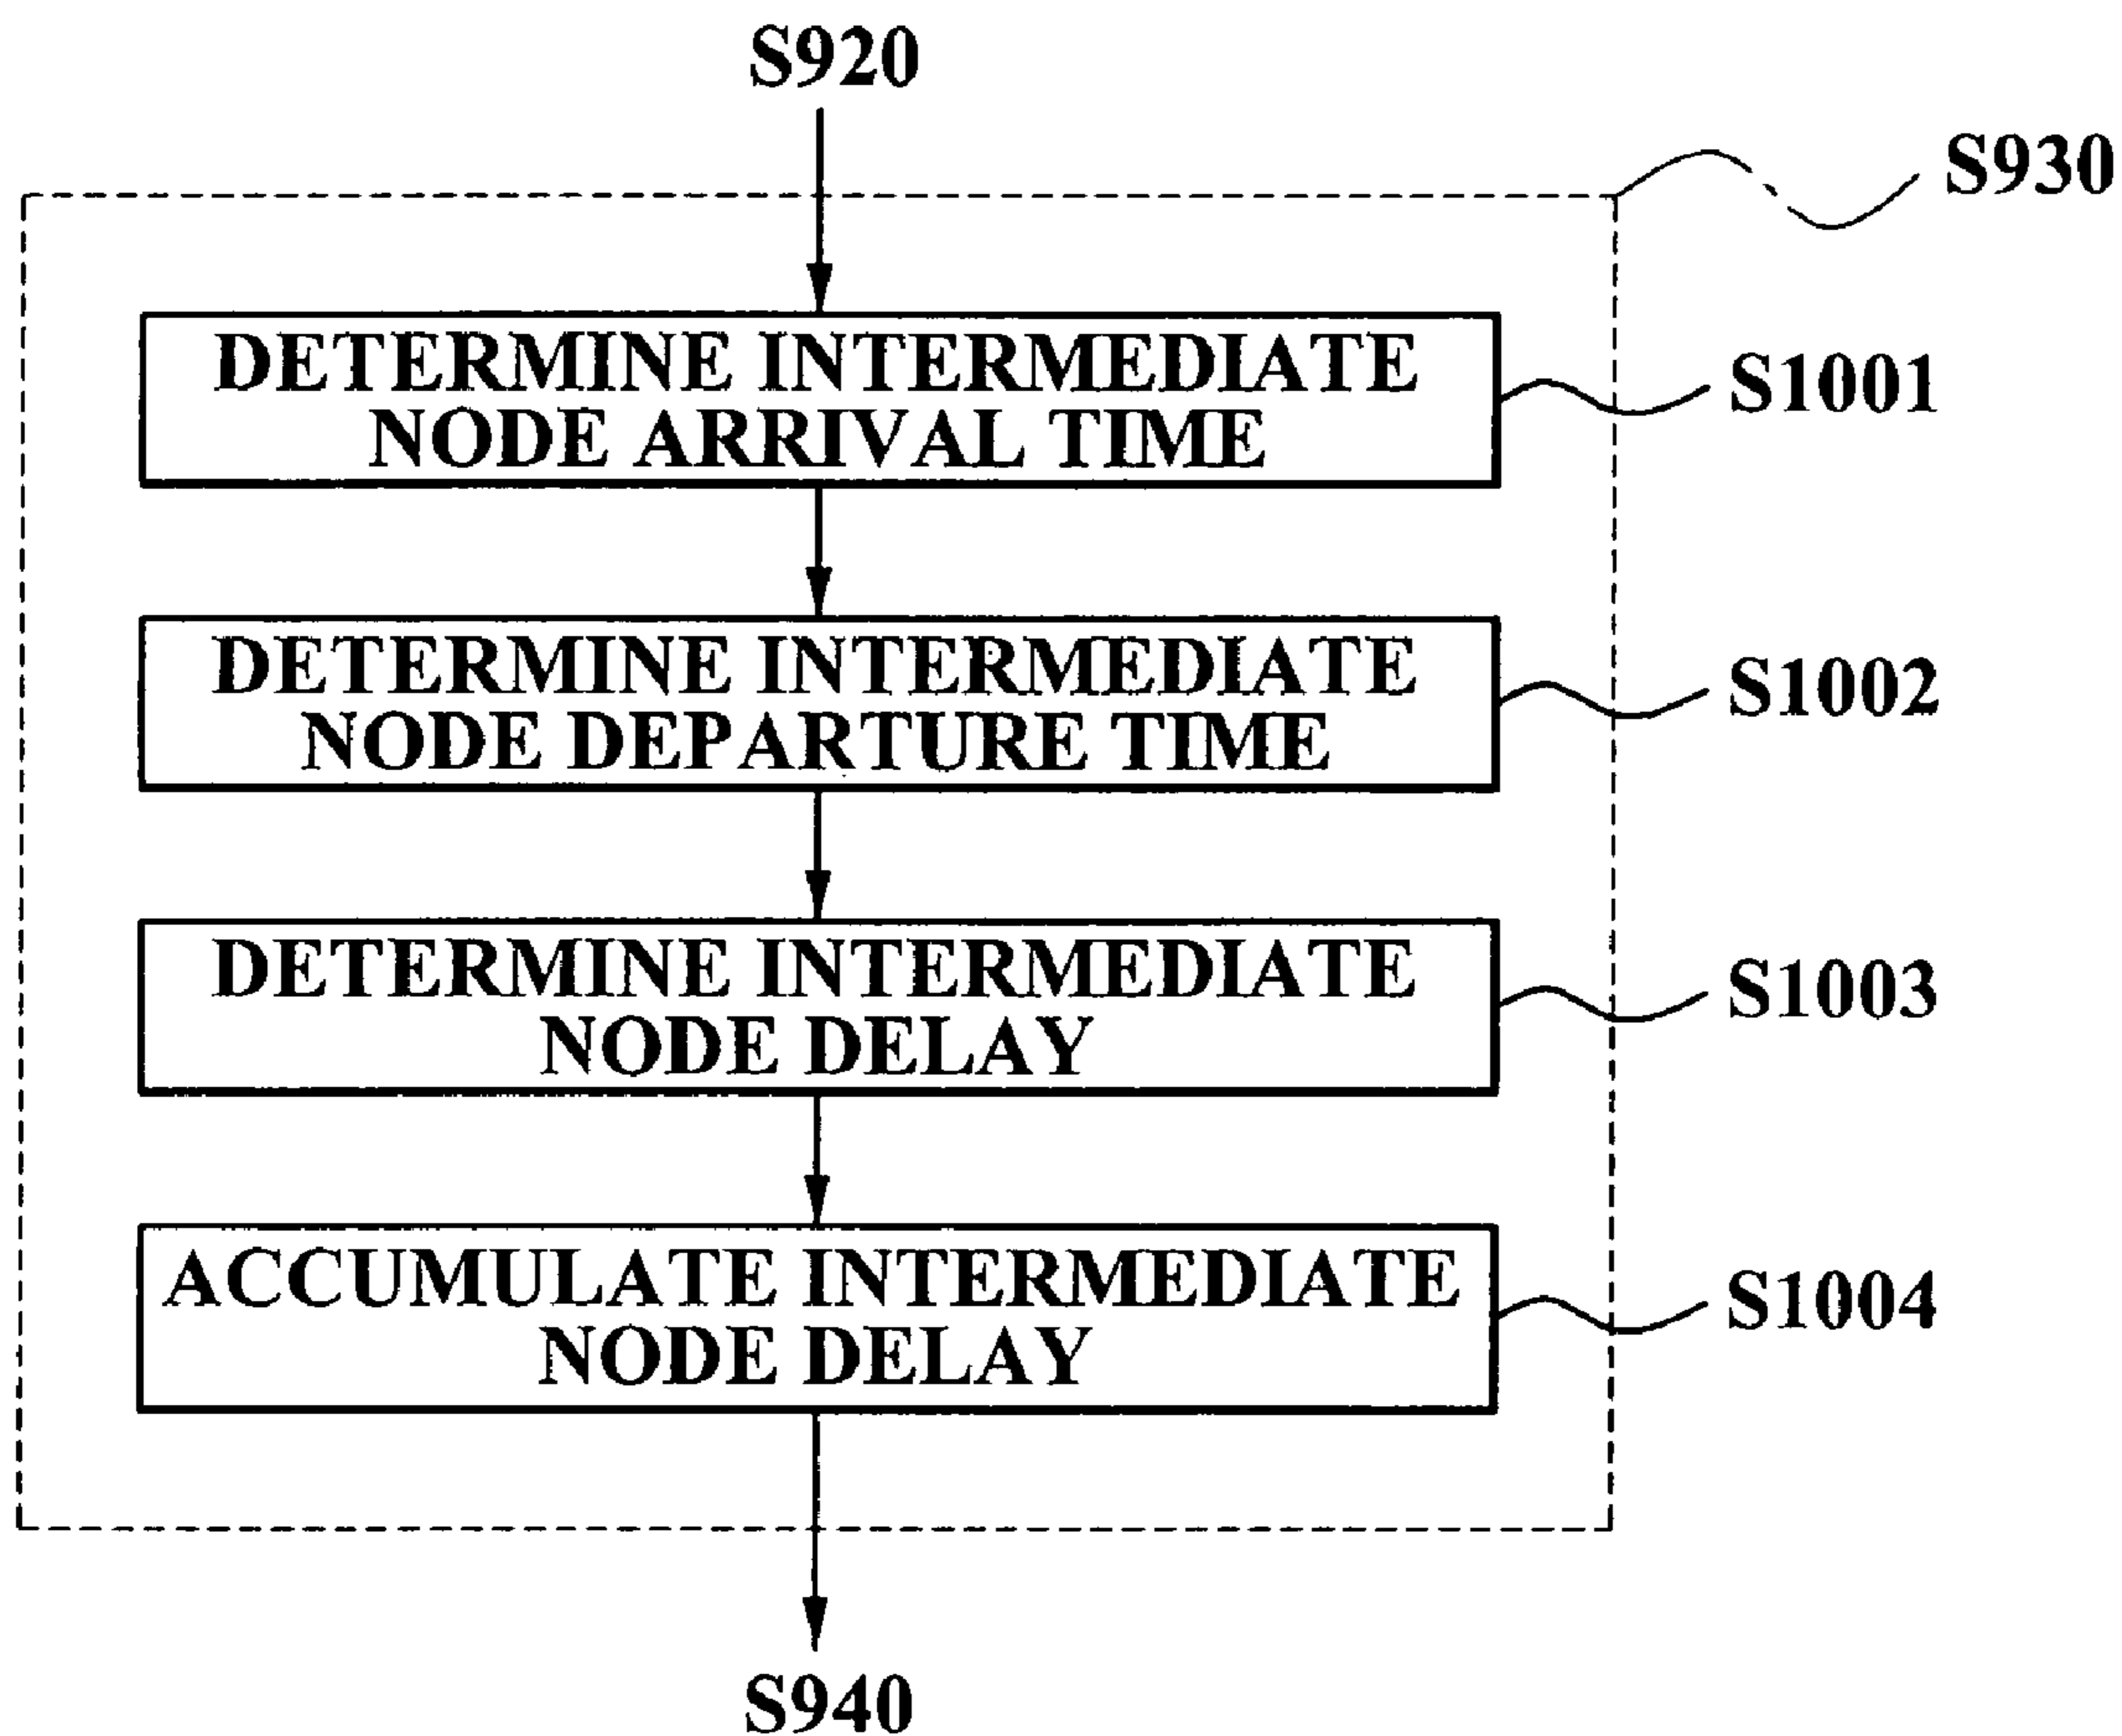 S920
S930
DETERMINE INTERMEDIATE
NODE ARRIVAL TIME
S1001
DETERMINE INTERMEDIATE
NODE DEPARTURE TIME
S1002
DETERMINE INTERMEDIATE
NODE DELAY
S1003
ACCUMULATE INTERMEDIATE
NODE DELAY
S1004
S940